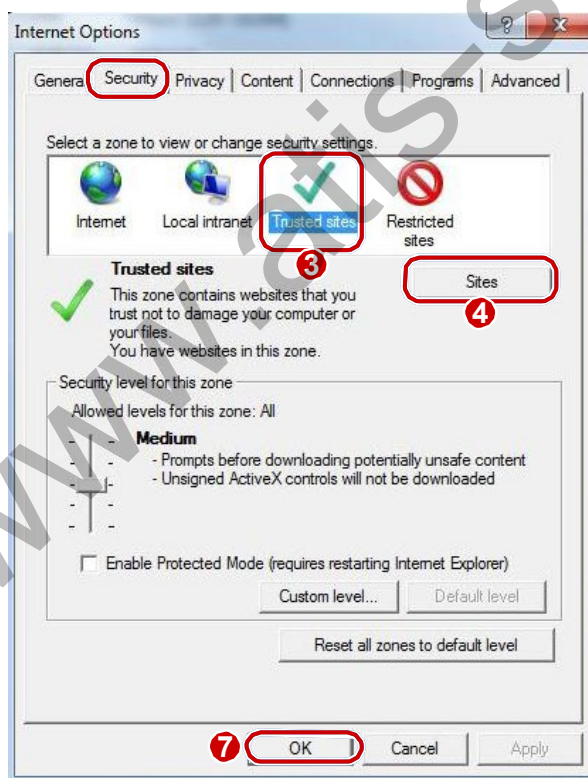 Internet Options
General Security Privacy Content Connections Programs Advanced
Select a zone to view or change security settings.
Internet Local intranet Trusted sites Restricted sites
3
Trusted sites
Sites
4
This zone contains websites that you
trust not to damage your computer or
your files.
You have websites in this zone.
Security level for this zone
Allowed levels for this zone: All
Medium
- Prompts before downloading potentially unsafe content
- Unsigned ActiveX controls will not be downloaded
Enable Protected Mode (requires restarting Internet Explorer)
Custom level... Default level
Reset all zones to default level
7 OK Cancel Apply
www.atis-s